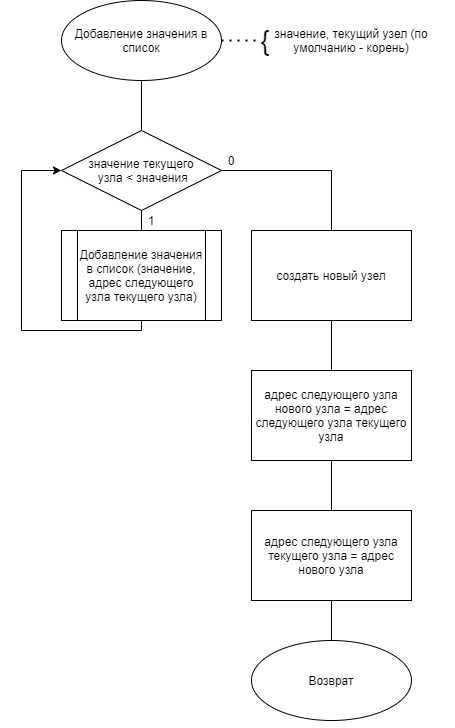 Добавление значения в
список
значение, текущий узел (по
умолчанию - корень)
значение текущего
узла < значения
0
1
Добавление значения
в список (значение,
адрес следующего
узла текущего узла)
создать новый узел
адрес следующего узла
нового узла = адрес
следующего узла текущего
узла
адрес следующего узла
текущего узла = адрес
нового узла
Возврат